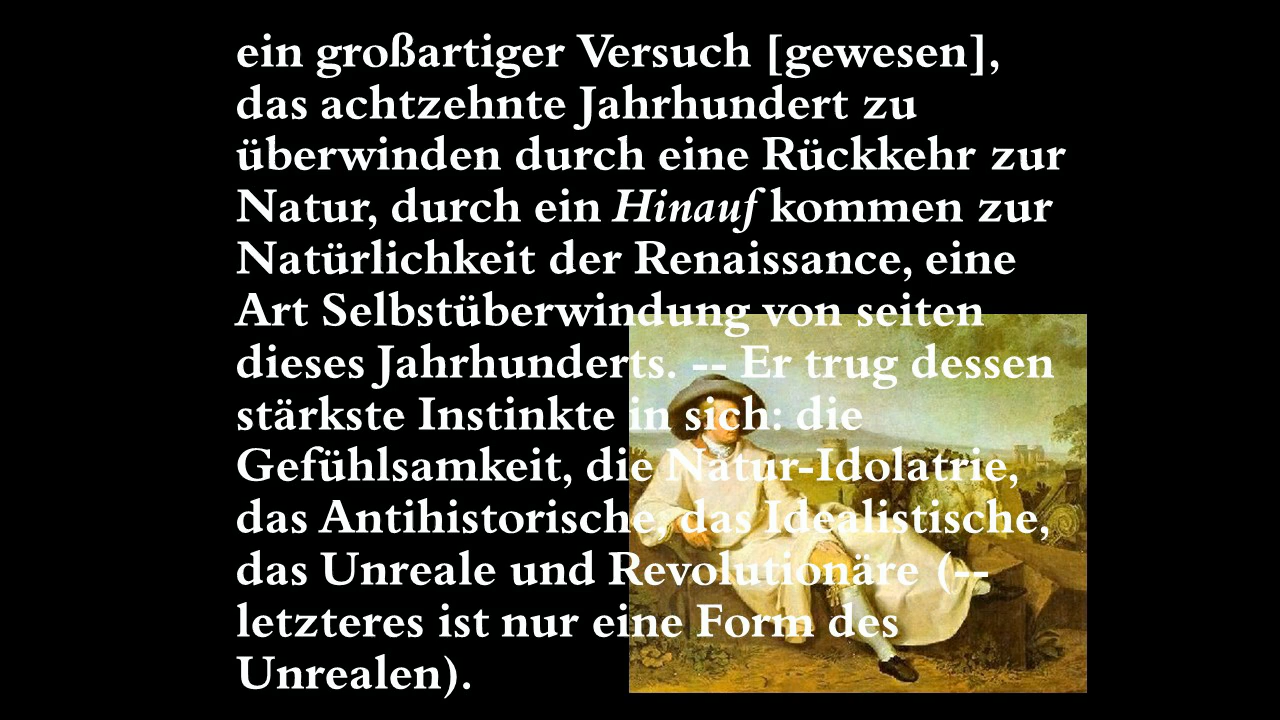 ein großartiger Versuch [gewesen],
das achtzehnte Jahrhundert zu
überwinden durch eine Rückkehr zur
Natur, durch ein Hinauf kommen zur
Natürlichkeit der Renaissance, eine
Art Selbstüberwindung von seiten
dieses Jahrhunderts. -- Er trug dessen
stärkste Instinkte in sich: die
Gefühlsamkeit, die Natur-Idolatrie,
das Antihistorische, das Idealistische,
das Unreale und Revolutionäre (--
letzteres ist nur eine Form des
Unrealen).